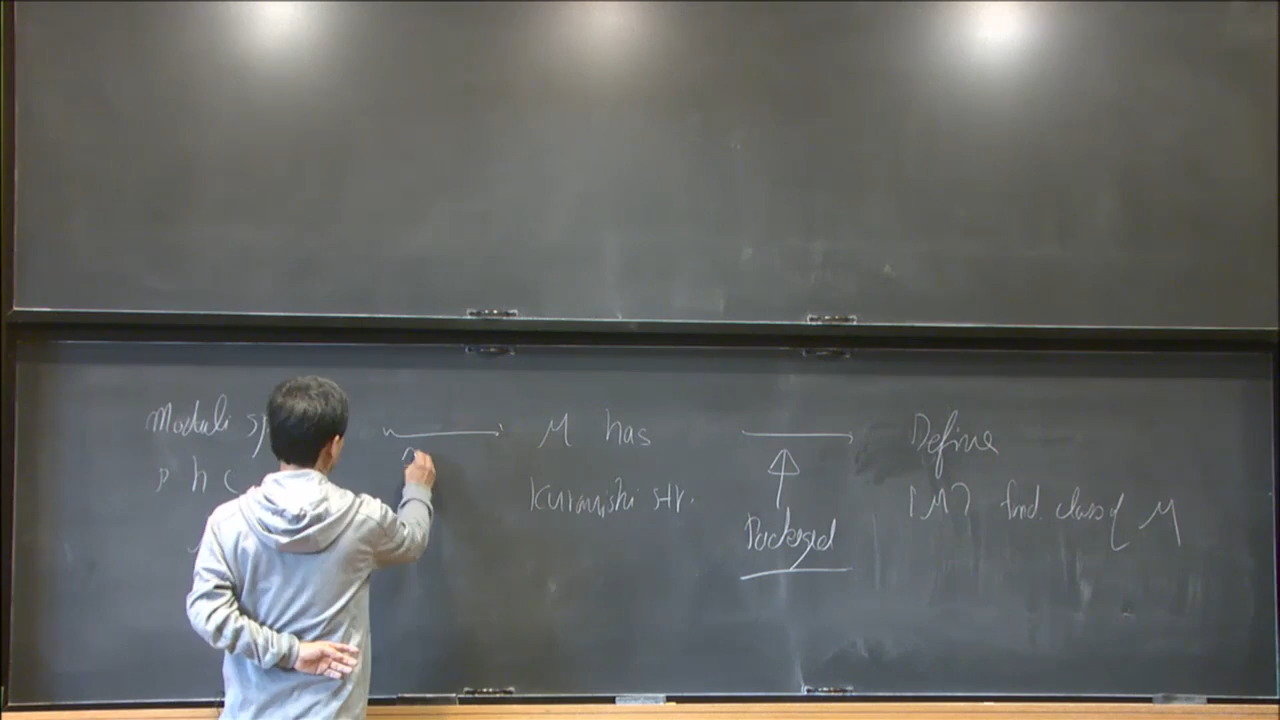 Moduli sp
p h c
M has
Kuranishi str.
Packaged
Define
[M] fund. class of M